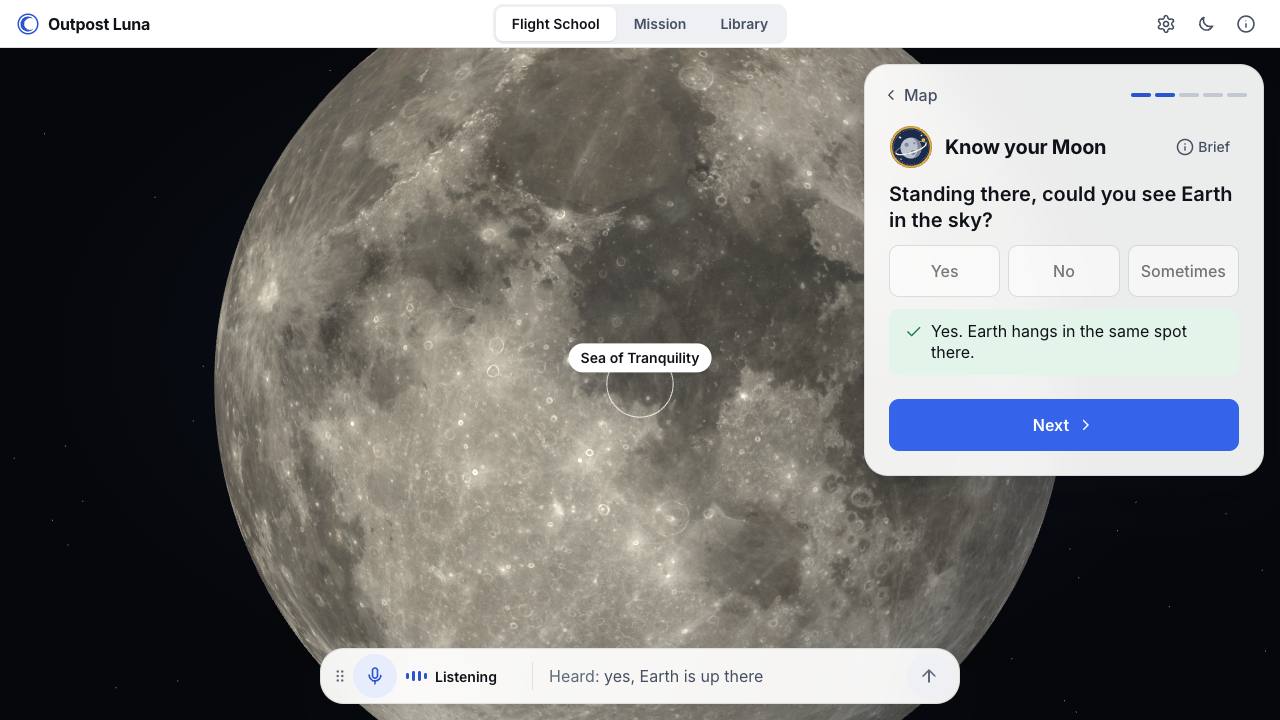 Outpost Luna
Flight School
Mission
Library
Map
Know your Moon
Brief
Standing there, could you see Earth
in the sky?
Yes
No
Sometimes
Yes. Earth hangs in the same spot
there.
Next
Sea of Tranquility
Listening
Heard: yes, Earth is up there